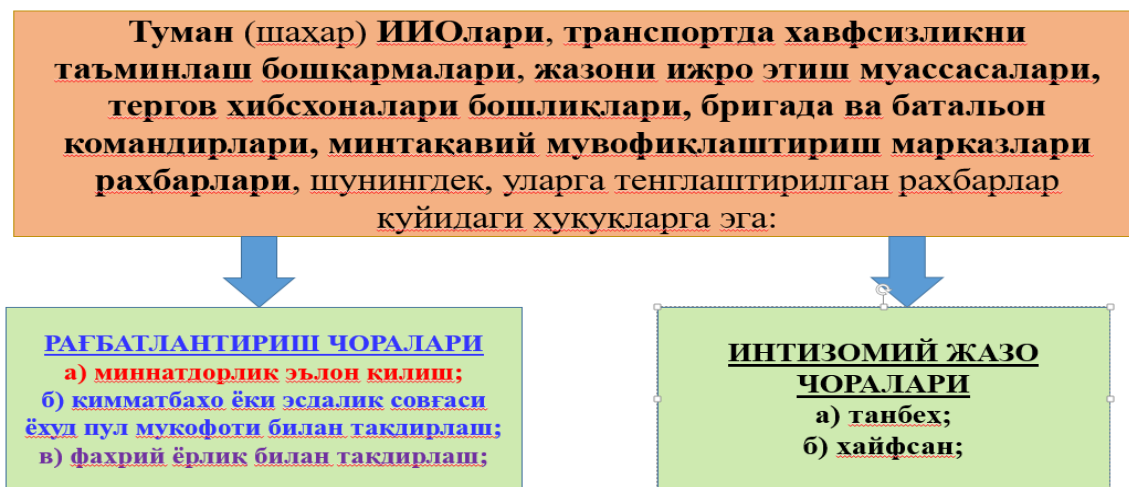 Туман (шаҳар) ИИОлари, транспортда хавфсизликни
таъминлаш бошқармалари, жазони ижро этиш муассасалари,
тергов ҳибсхоналари бошлиқлари, бригада ва батальон
командирлари, минтақавий мувофиқлаштириш марказлари
раҳбарлари, шунингдек, уларга тенглаштирилган раҳбарлар
қуйидаги ҳуқуқларга эга:
РАҒБАТЛАНТИРИШ ЧОРАЛАРИ
а) миннатдорлик эълон қилиш;
б) қимматбахо ёки эсдалик совғаси
ёхуд пул мукофоти билан тақдирлаш;
в) фахрий ёрлиқ билан тақдирлаш;
ИНТИЗОМИЙ ЖАЗО
ЧОРАЛАРИ
а) танбех;
б) ҳайфсан;